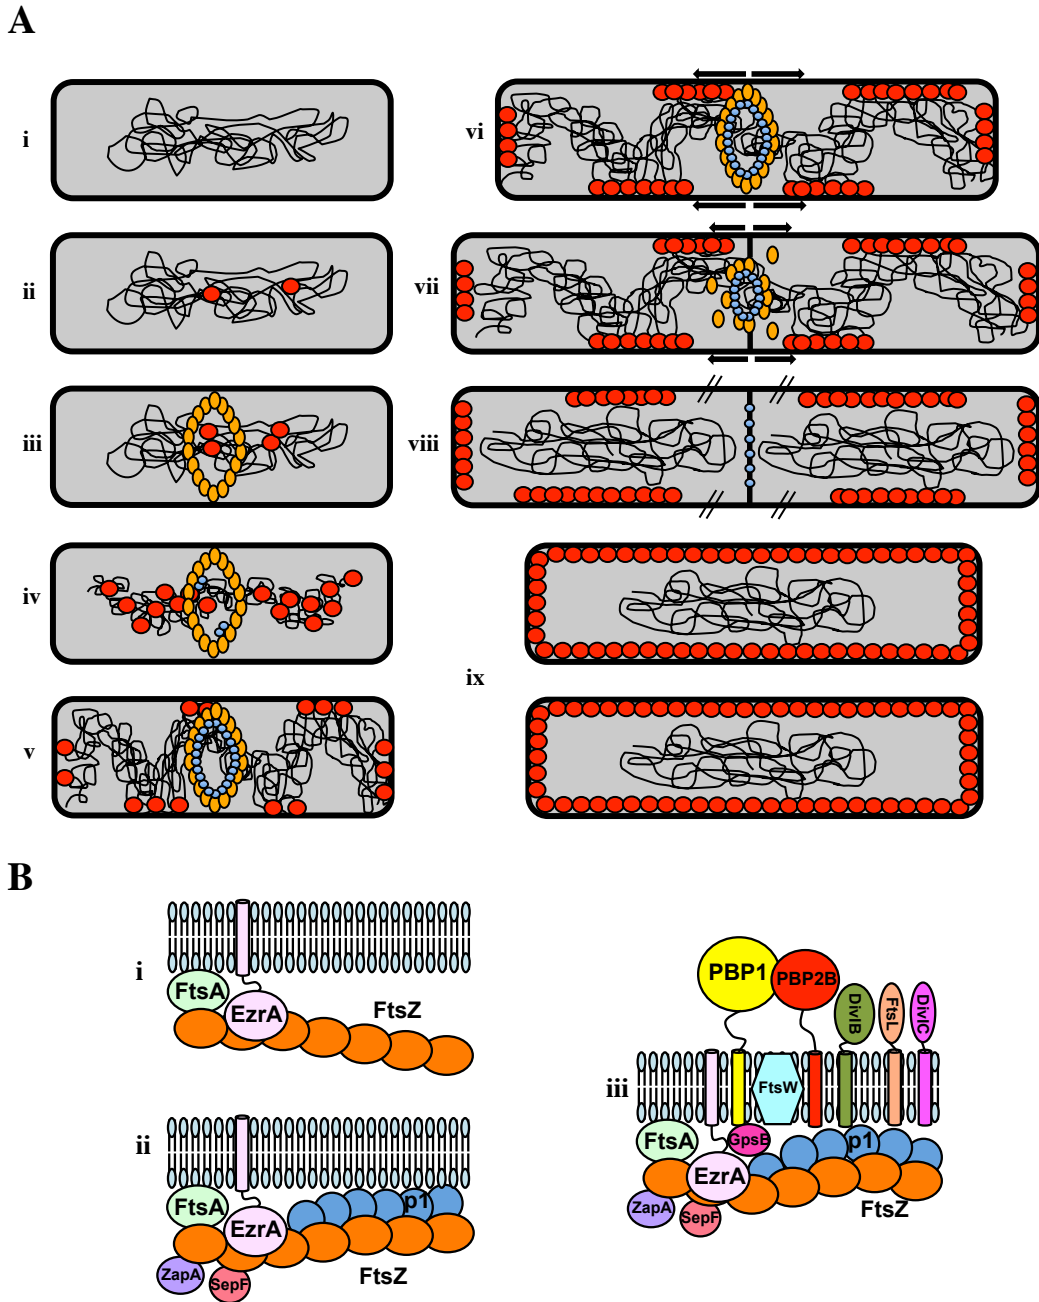 A
i
ii
iii
iv
v
vi
vii
viii
ix
B
i
FtsA
EzrA
FtsZ
ii
FtsA
EzrA
p1
ZapA
SepF
FtsZ
iii
PBP1
PBP2B
DivIB
FtsL
DivIC
FtsW
FtsA
GpsB
p1
EzrA
ZapA
SepF
FtsZ